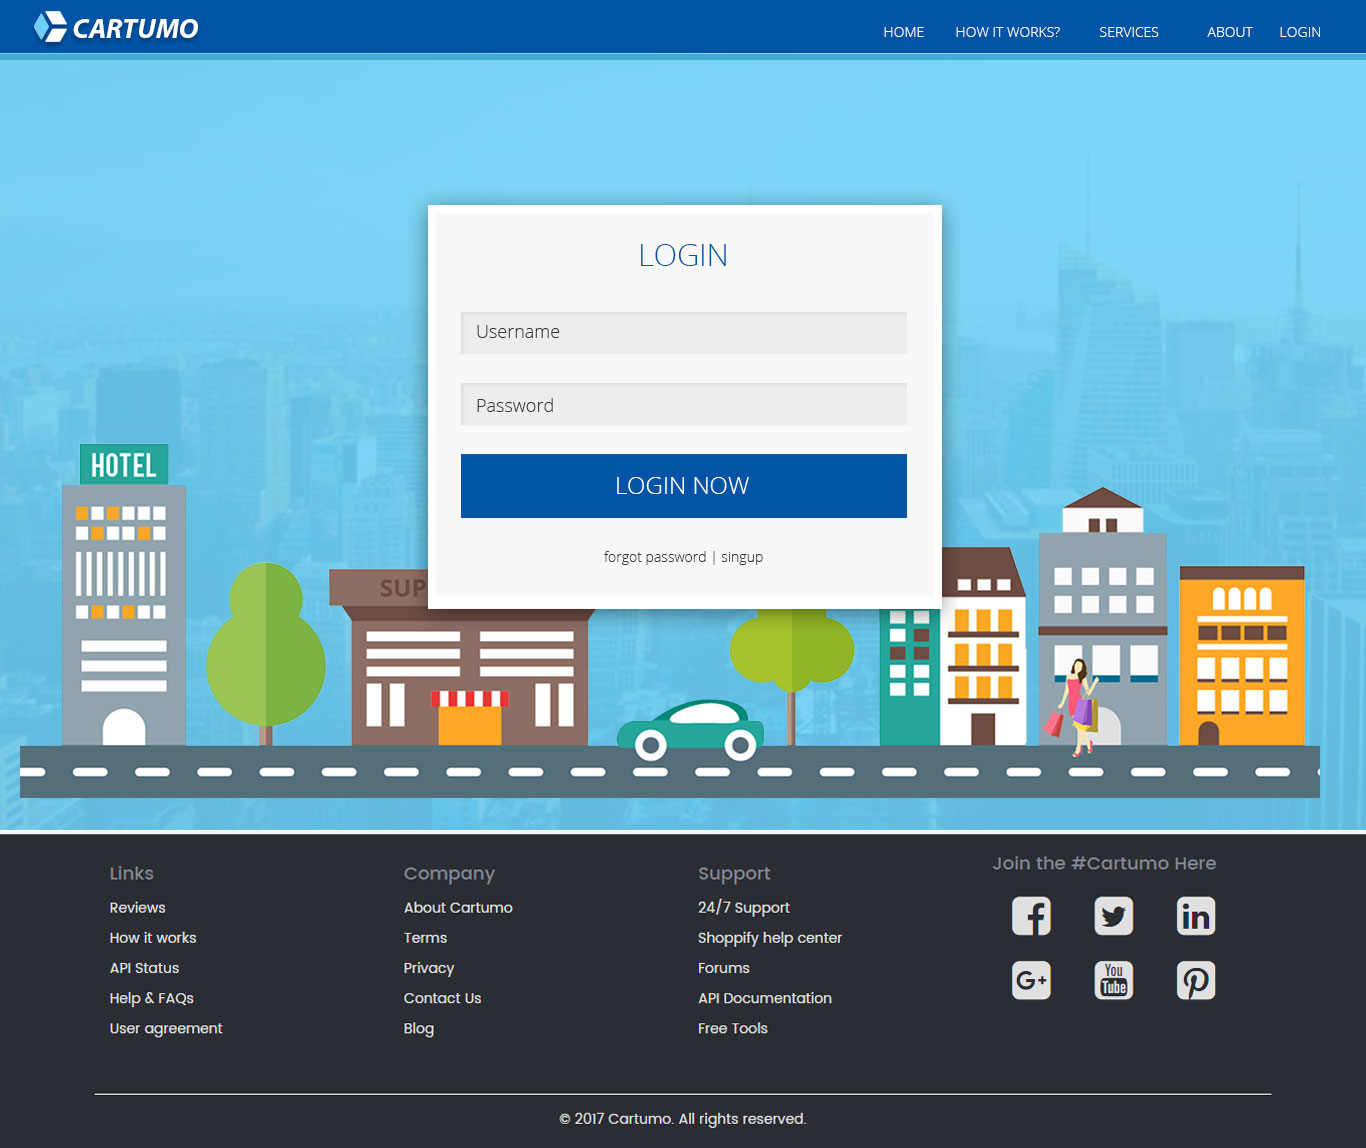 CARTUMO
HOME HOW IT WORKS? SERVICES ABOUT LOGIN
LOGIN
Username
Password
LOGIN NOW
forgot password | singup
HOTEL
SUP
Links
Reviews
How it works
API Status
Help & FAQs
User agreement
Company
About Cartumo
Terms
Privacy
Contact Us
Blog
Support
24/7 Support
Shoppify help center
Forums
API Documentation
Free Tools
Join the #Cartumo Here
f
in
G+
You
Tube
© 2017 Cartumo. All rights reserved.